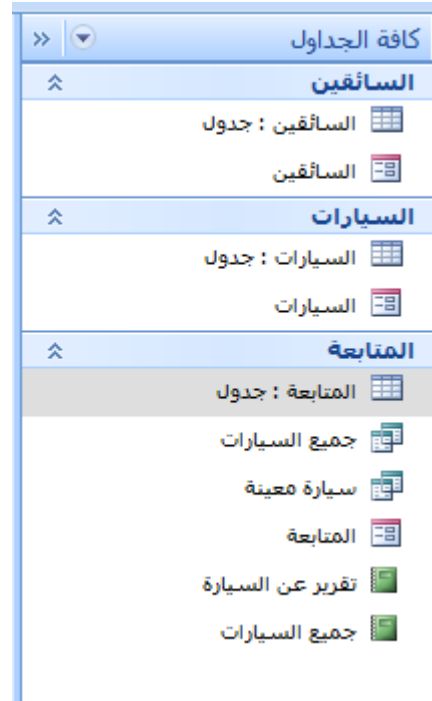 كافة الجداول
السائقين
السائقين : جدول
السائقين
السيارات
السيارات : جدول
السيارات
المتابعة
المتابعة : جدول
جميع السيارات
سيارة معينة
المتابعة
تقرير عن السيارة
جميع السيارات